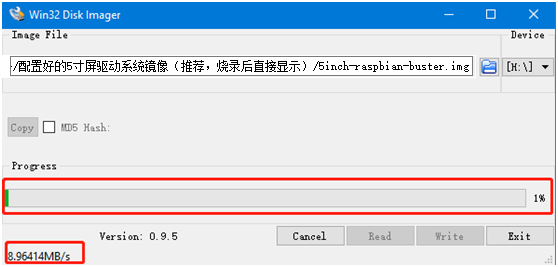 Win32 Disk Imager
Image File
Device
/配置好的5寸屏驱动系统镜像（推荐，烧录后直接显示）/5inch-raspbian-buster.img
[H:\]
Copy
MD5 Hash:
Progress
1%
Version: 0.9.5
Cancel
Read
Write
Exit
8.96414MB/s